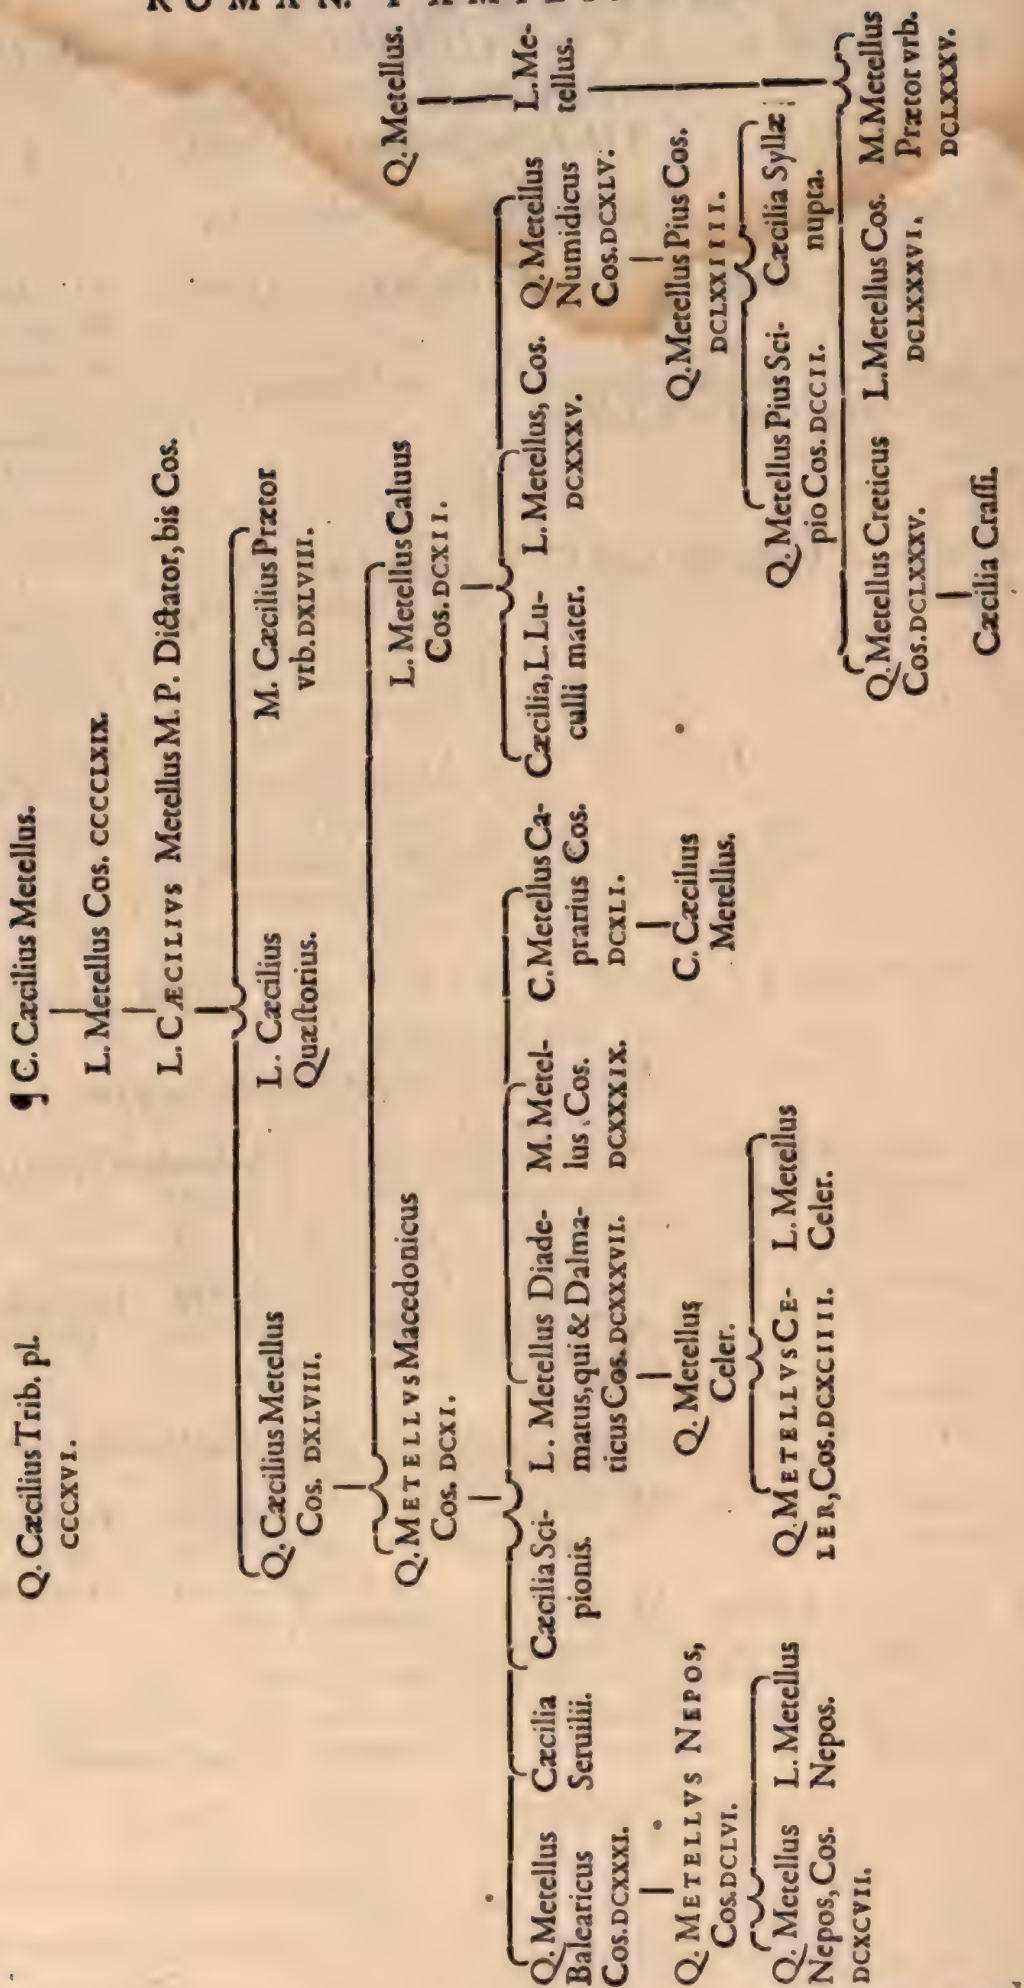 Q. Cæcilius Trib. pl.
CCCXVI.
¶ C. Cæcilius Metellus.
L. Metellus Cos. CCCCLXIX.
L. CÆCILIVS Metellus M. P. Dictator, bis Cos.
Q. Cæcilius Metellus
Cos. DXLVIII.
L. Cæcilius
Quæſtorius.
M. Cæcilius Prætor
vrb. DXLVIII.
Q. METELLVS Macedonicus
Cos. DCXI.
L. Metellus Caluus
Cos. DCXII.
Q. Metellus.
L. Me-
tellus.
Q. Metellus
Balearicus
Cos. DCXXXI.
Cæcilia
Seruilii.
Cæcilia Sci-
pionis.
L. Metellus Diade-
matus, qui & Dalma-
ticus Cos. DCXXXVII.
M. Metel-
lus. Cos.
DCXXXIX.
C. Metellus Ca-
prarius Cos.
DCXLI.
Cæcilia, L. Lu-
culli mater.
L. Metellus, Cos.
DCXXXV.
Q. Metellus
Numidicus
Cos. DCXLV.
Q. METELLVS NEPOS,
Cos. DCLVI.
Q. Metellus
Celer.
C. Cæcilius
Metellus.
Q. Metellus Pius Cos.
DCLXXIIII.
Q. Metellus
Nepos, Cos.
DCXCVII.
L. Metellus
Nepos.
Q. METELLVS CE-
LER, Cos. DCXCIIII.
L. Metellus
Celer.
Q. Metellus Pius Sci-
pio Cos. DCCII.
Cæcilia Syllæ
nupta.
Q. Metellus Creticus
Cos. DCLXXXV.
L. Metellus Cos.
DCLXXXVI.
M. Metellus
Prætor vrb.
DCLXXXV.
Cæcilia Craſſi.